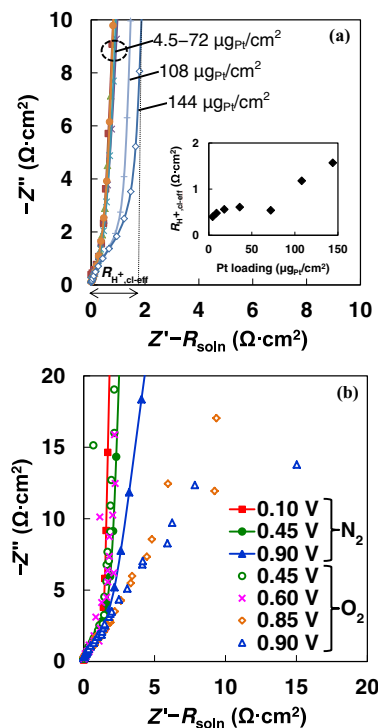 (a)
10
8
6
4
2
0
-Z" (Ω·cm²)
4.5–72 µgPt/cm²
108 µgPt/cm²
144 µgPt/cm²
RH⁺,cl-eff (Ω·cm²)
2
1
0
0 50 100 150
Pt loading (µgPt/cm²)
RH⁺,cl-eff
0 2 4 6 8 10
Z'−Rsoln (Ω·cm²)
(b)
20
15
10
5
0
-Z" (Ω·cm²)
0.10 V
0.45 V
0.90 V
N₂
0.45 V
0.60 V
0.85 V
0.90 V
O₂
0 5 10 15 20
Z'−Rsoln (Ω·cm²)